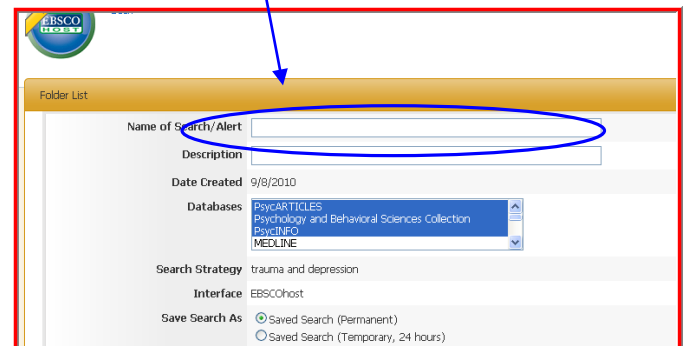 EBSCO
HOST
Folder List
Name of Search/Alert
Description
Date Created 9/8/2010
Databases PsycARTICLES
Psychology and Behavioral Sciences Collection
PsycINFO
MEDLINE
Search Strategy trauma and depression
Interface EBSCOhost
Save Search As Saved Search (Permanent)
Saved Search (Temporary, 24 hours)